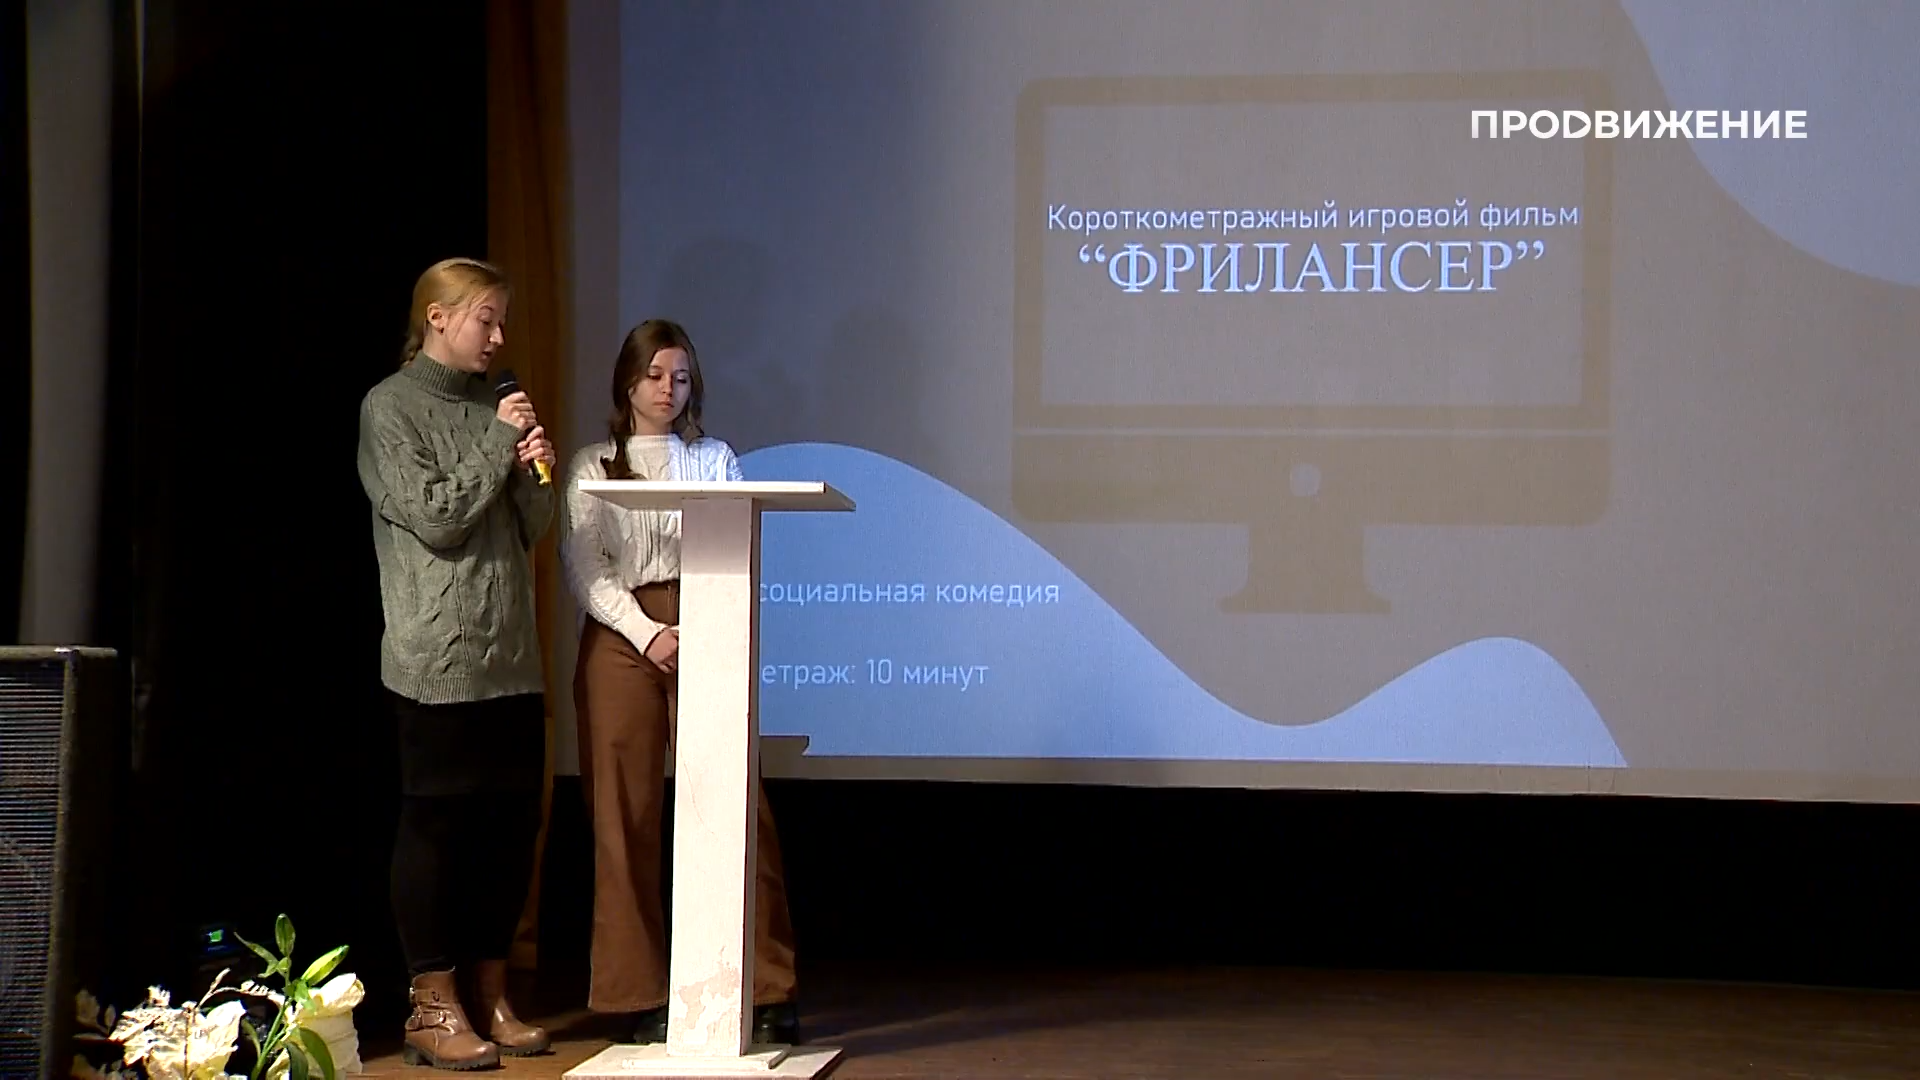 ПРОДВИЖЕНИЕ
Короткометражный игровой фильм
“ФРИЛАНСЕР”
социальная комедия
етраж: 10 минут